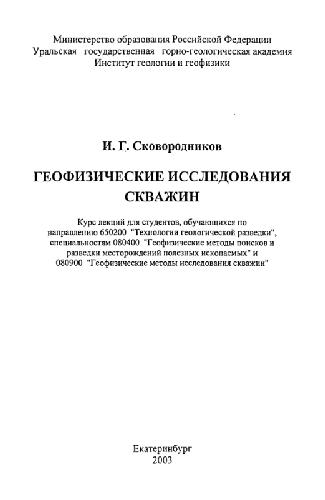 Министерство образования Российской Федерации
Уральская государственная горно-геологическая академия
Институт геологии и геофизики
И. Г. Сковородников
ГЕОФИЗИЧЕСКИЕ ИССЛЕДОВАНИЯ
СКВАЖИН
Курс лекций для студентов, обучающихся по
направлению 650200 "Технологии геологической разведки",
специальностям 080400 "Геофизические методы поисков и
разведки месторождений полезных ископаемых" и
080900 "Геофизические методы исследования скважин"
Екатеринбург
2003